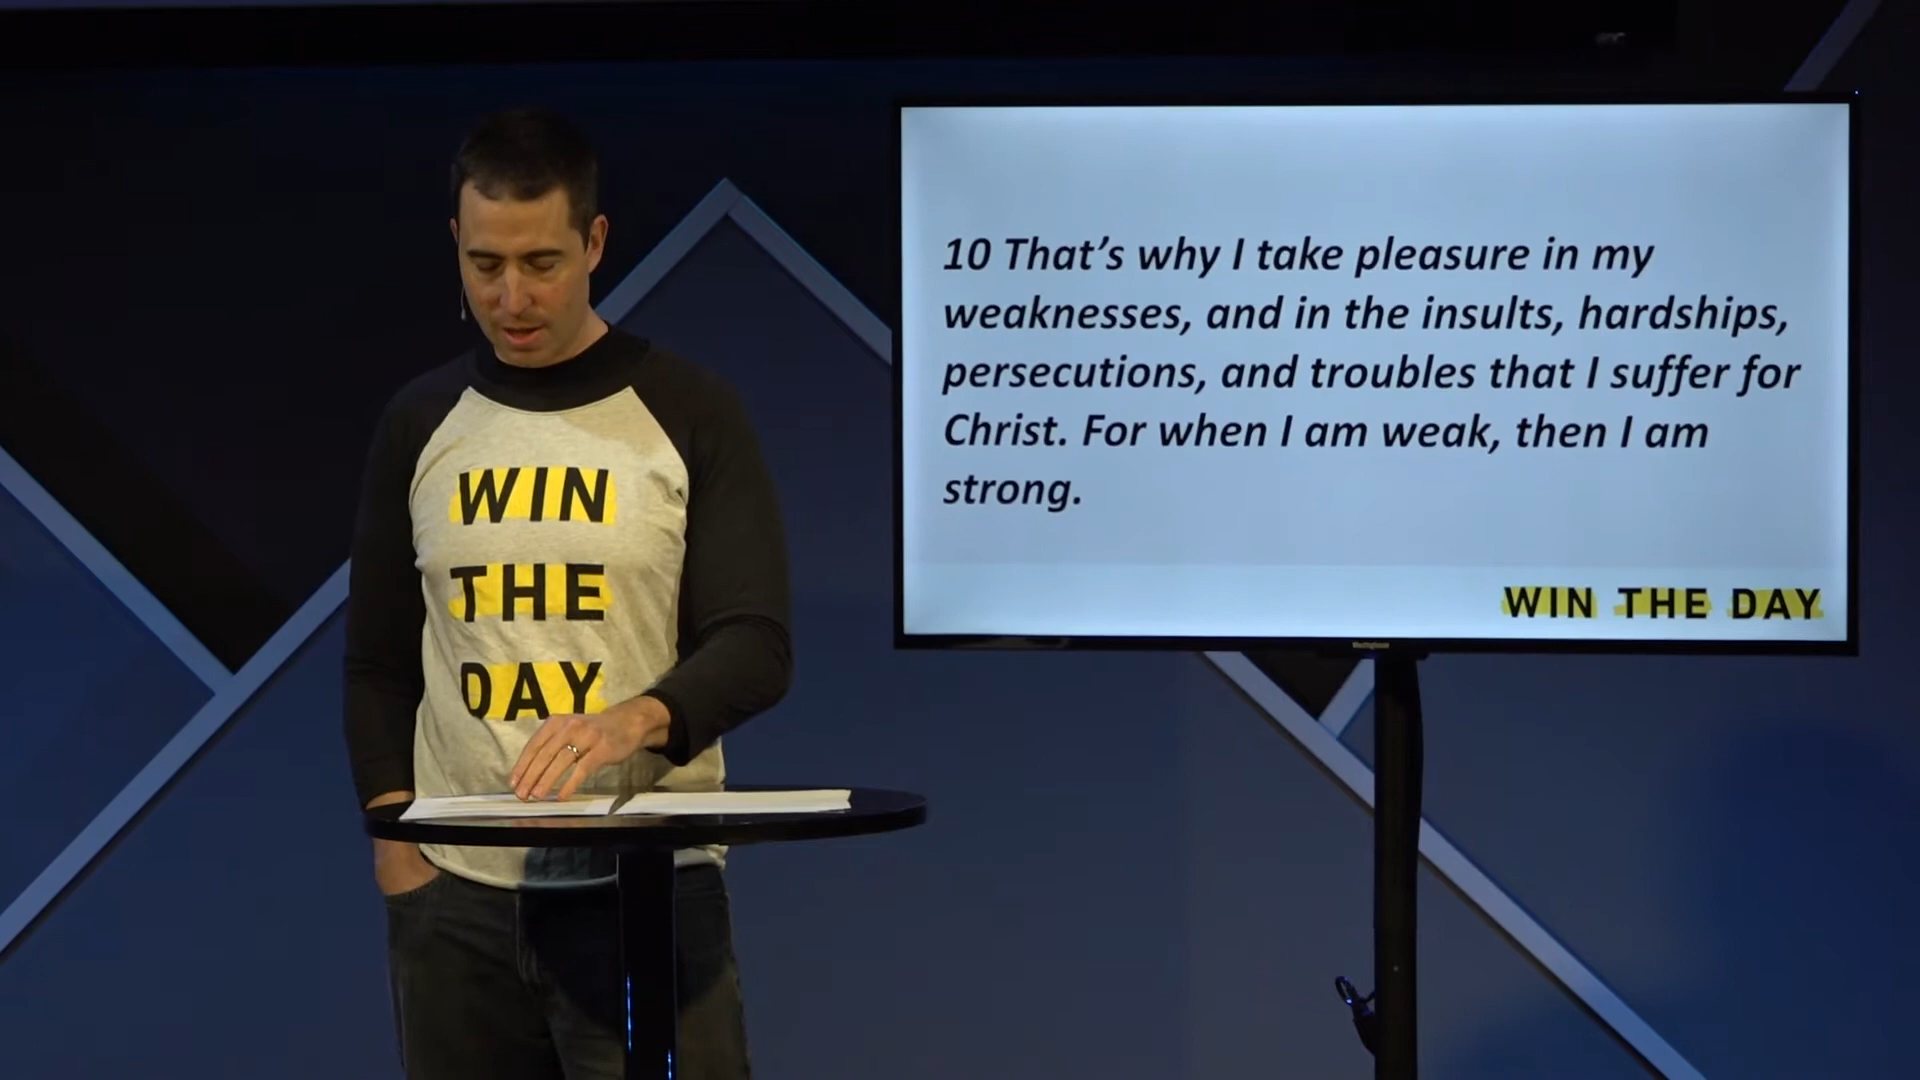 10 That’s why I take pleasure in my
weaknesses, and in the insults, hardships,
persecutions, and troubles that I suffer for
Christ. For when I am weak, then I am
strong.
WIN THE DAY
Westinghouse
WIN
THE
DAY